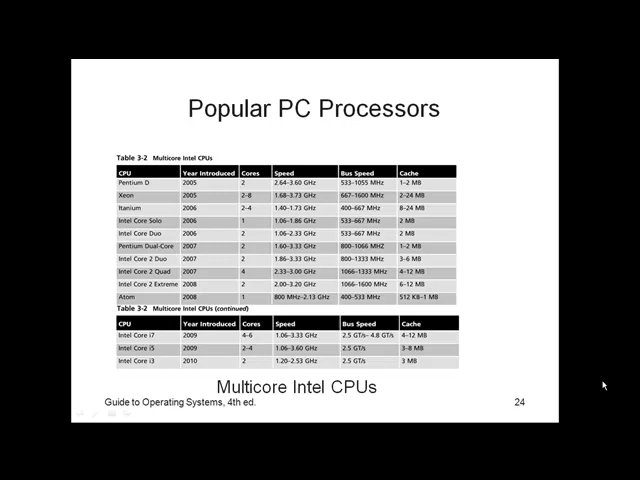 Popular PC Processors
Table 3-2 Multicore Intel CPUs
CPU Year Introduced Cores Speed Bus Speed Cache
Pentium D 2005 2 2.64–3.60 GHz 533–1055 MHz 1–2 MB
Xeon 2005 2–8 1.68–3.73 GHz 667–1600 MHz 2–24 MB
Itanium 2006 2–4 1.40–1.73 GHz 400–667 MHz 8–24 MB
Intel Core Solo 2006 1 1.06–1.86 GHz 533–667 MHz 2 MB
Intel Core Duo 2006 2 1.06–2.33 GHz 533–667 MHz 2 MB
Pentium Dual-Core 2007 2 1.60–3.33 GHz 800–1066 MHZ 1–2 MB
Intel Core 2 Duo 2007 2 1.86–3.33 GHz 800–1333 MHz 3–6 MB
Intel Core 2 Quad 2007 4 2.33–3.00 GHz 1066–1333 MHz 4–12 MB
Intel Core 2 Extreme 2008 2 2.00–3.20 GHz 800–1066 MHz 6–12 MB
Atom 2008 1 800 MHz–2.13 GHz 400–533 MHz 512 KB–1 MB
Table 3-2 Multicore Intel CPUs (continued)
CPU Year Introduced Cores Speed Bus Speed Cache
Intel Core i7 2009 4–6 1.06–3.33 GHz 2.5 GT/s– 4.8 GT/s 4–12 MB
Intel Core i5 2009 2–4 1.06–3.60 GHz 2.5 GT/s 3–8 MB
Intel Core i3 2010 2 1.20–2.53 GHz 2.5 GT/s 3 MB
Multicore Intel CPUs
Guide to Operating Systems, 4th ed. 24